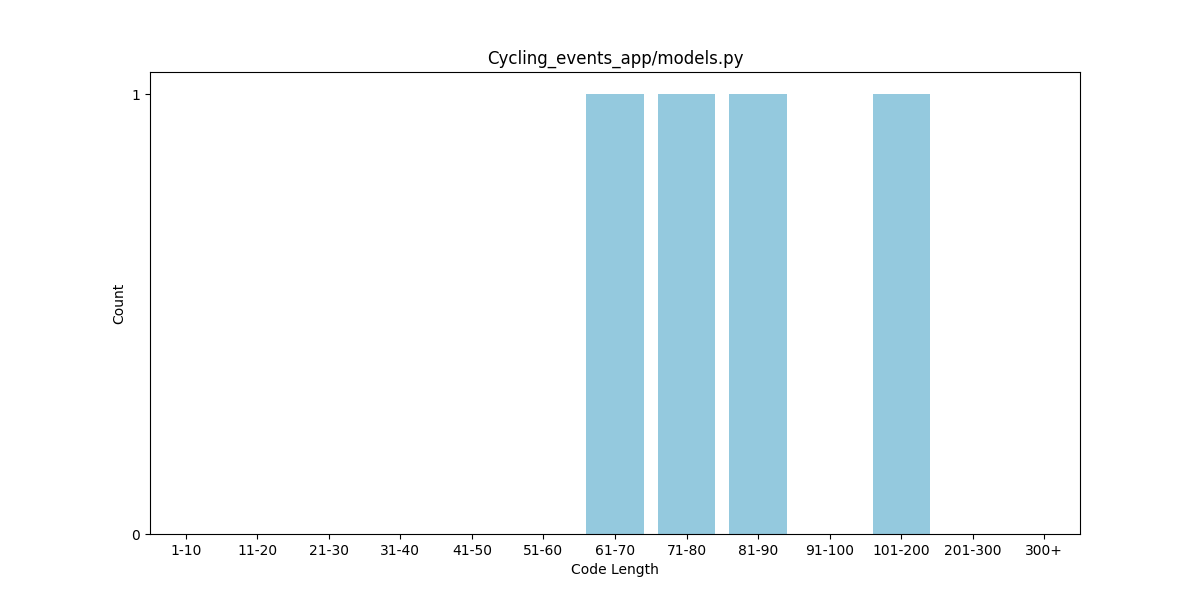 Cycling_events_app/models.py
1
Count
0
1-10 11-20 21-30 31-40 41-50 51-60 61-70 71-80 81-90 91-100 101-200 201-300 300+
Code Length